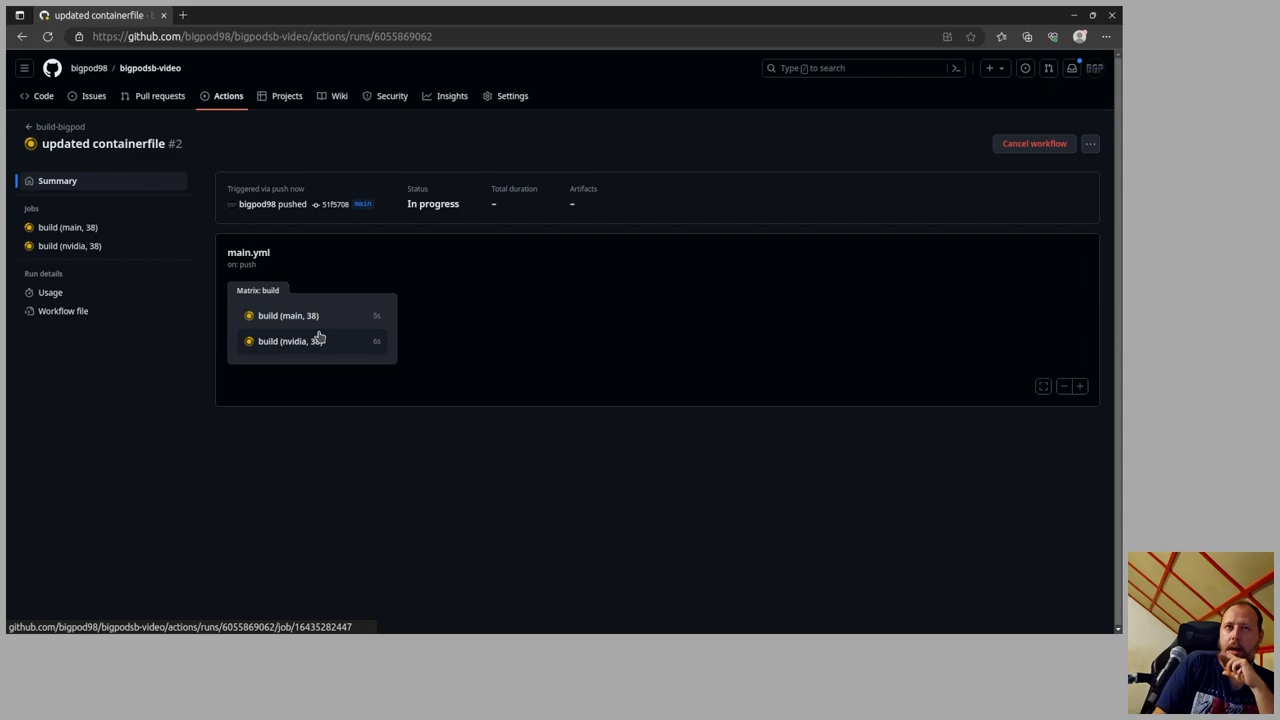 updated containerfile
https://github.com/bigpod98/bigpodsb-video/actions/runs/6055869062
bigpod98 / bigpodsb-video
Type / to search
Code
Issues
Pull requests
Actions
Projects
Wiki
Security
Insights
Settings
← build-bigpod
updated containerfile #2
Cancel workflow
Summary
Jobs
build (main, 38)
build (nvidia, 38)
Run details
Usage
Workflow file
Triggered via push now
bigpod98 pushed 51f5708 main
Status
In progress
Total duration
–
Artifacts
–
main.yml
on: push
Matrix: build
build (main, 38) 5s
build (nvidia, 6s
github.com/bigpod98/bigpodsb-video/actions/runs/6055869062/job/16435282447